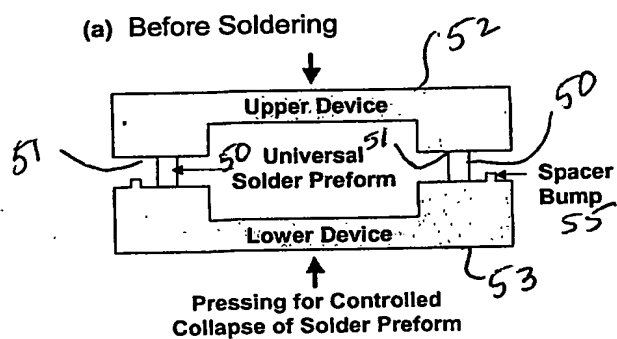 (a) Before Soldering
52
Upper Device
50
51
50
Universal
Solder Preform
51
Spacer
Bump
55
Lower Device
53
Pressing for Controlled
Collapse of Solder Preform